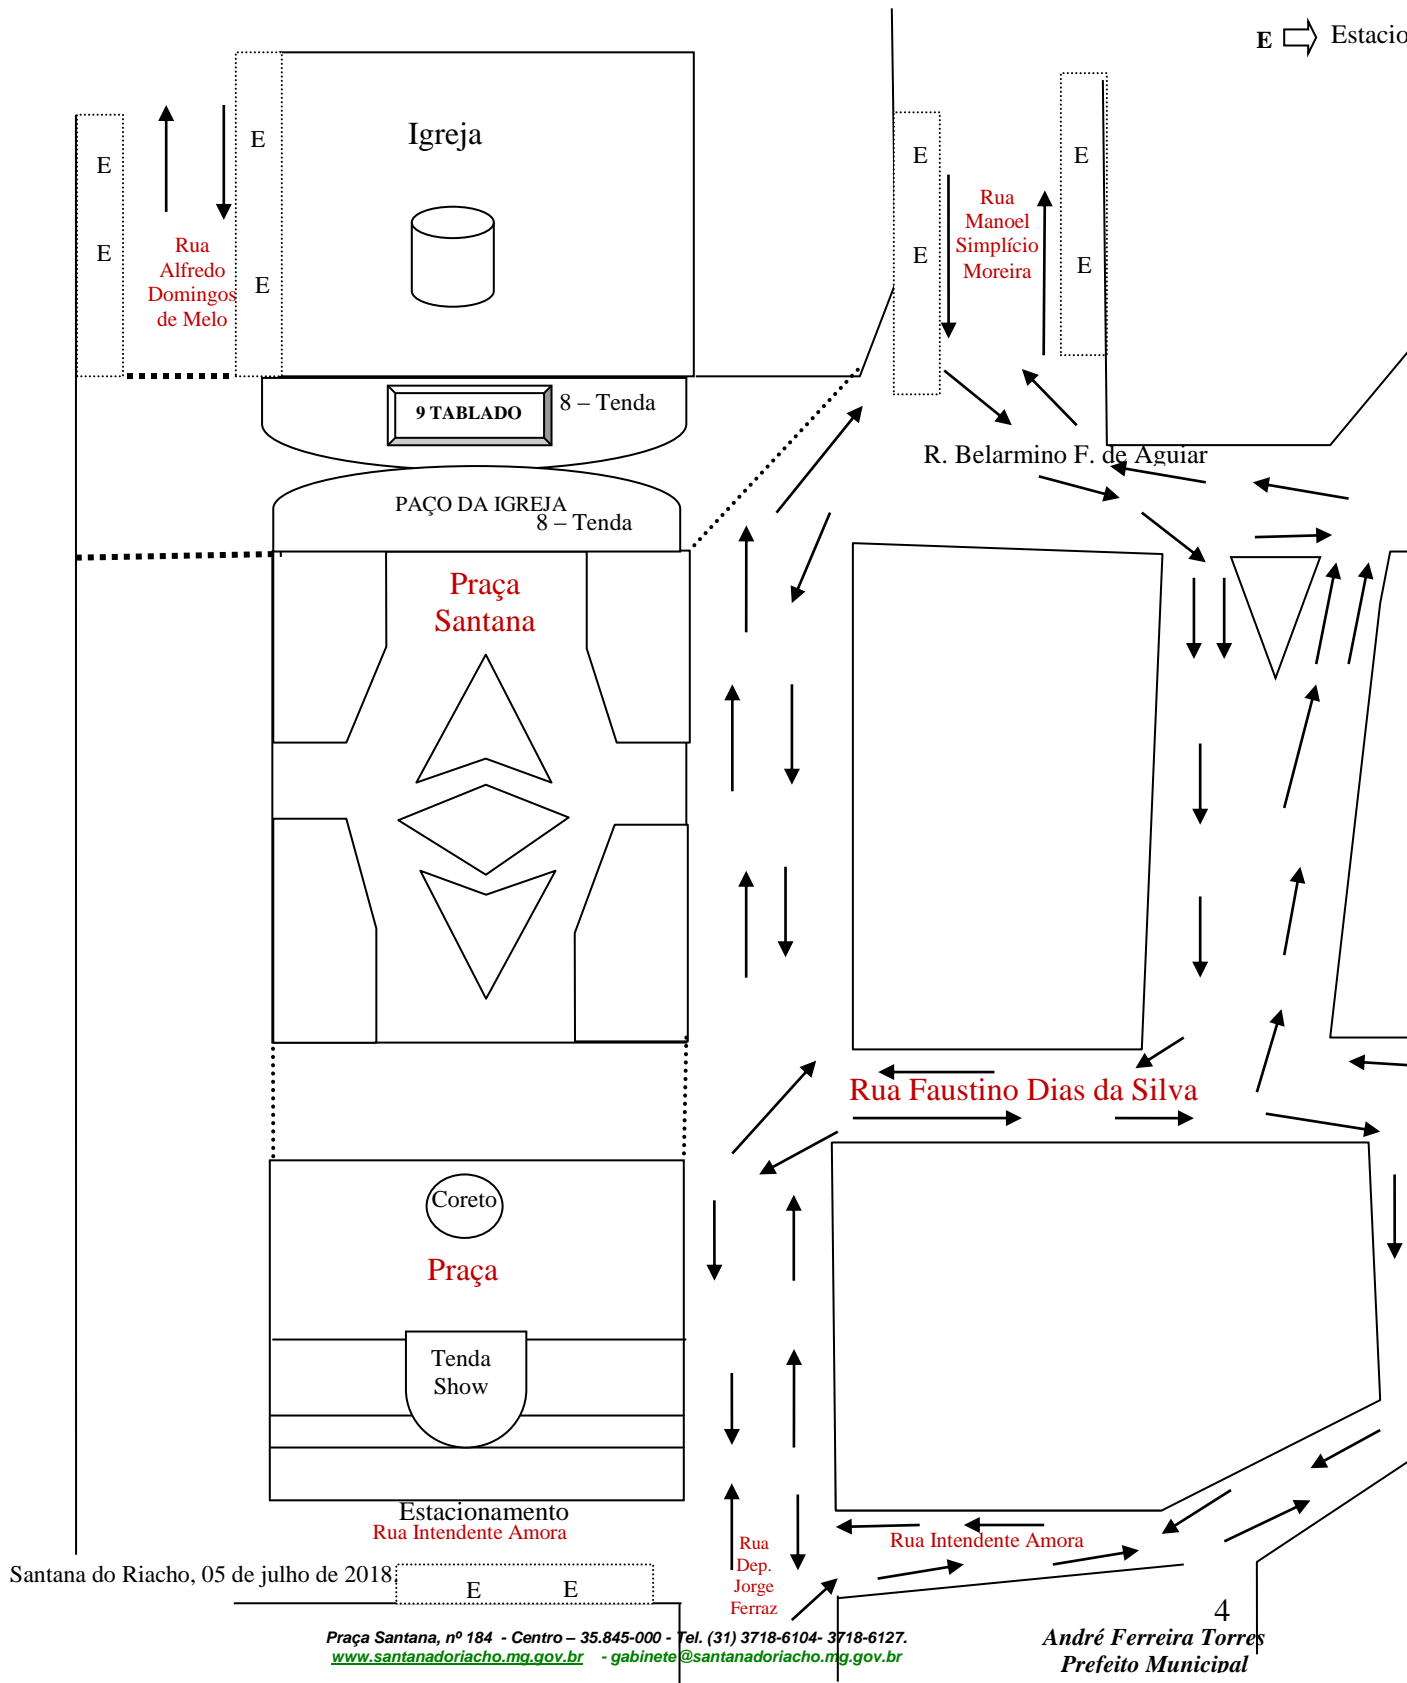 E Estacio
E
E
Igreja
E
E
E
E
E
E
Rua
Manoel
Simplício
Moreira
Rua
Alfredo
Domingos
de Melo
9 TABLADO
8 – Tenda
R. Belarmino F. de Aguiar
PAÇO DA IGREJA
8 – Tenda
Praça
Santana
Rua Faustino Dias da Silva
Coreto
Praça
Tenda
Show
Estacionamento
Rua Intendente Amora
Rua
Dep.
Jorge
Ferraz
Rua Intendente Amora
Santana do Riacho, 05 de julho de 2018.
E E
4
André Ferreira Torres
Prefeito Municipal
Praça Santana, nº 184 - Centro – 35.845-000 - Tel. (31) 3718-6104- 3718-6127.
www.santanadoriacho.mg.gov.br - gabinete@santanadoriacho.mg.gov.br